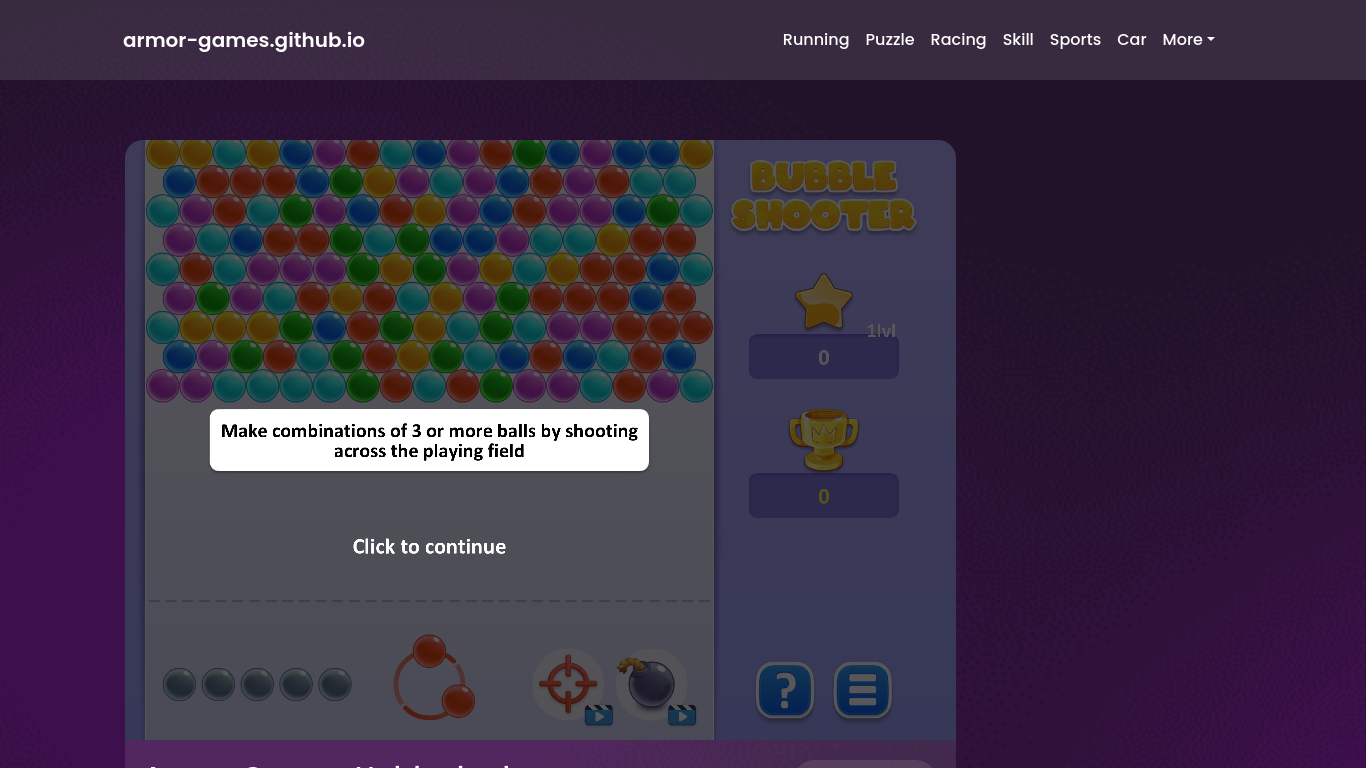 armor-games.github.io
Running Puzzle Racing Skill Sports Car More
BUBBLE
SHOOTER
1lvl
0
0
Make combinations of 3 or more balls by shooting
across the playing field
Click to continue
?